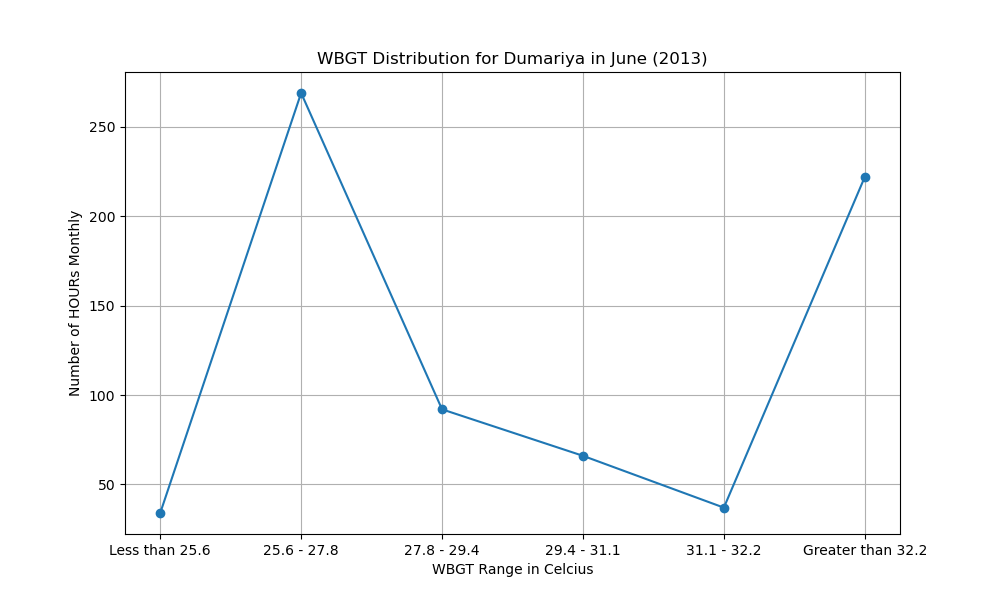 WBGT Distribution for Dumariya in June (2013)
Number of HOURs Monthly
250
200
150
100
50
Less than 25.6
25.6 - 27.8
27.8 - 29.4
29.4 - 31.1
31.1 - 32.2
Greater than 32.2
WBGT Range in Celcius